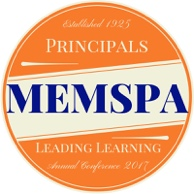 Established 1925
PRINCIPALS
MEMSPA
LEADING LEARNING
Annual Conference 2017